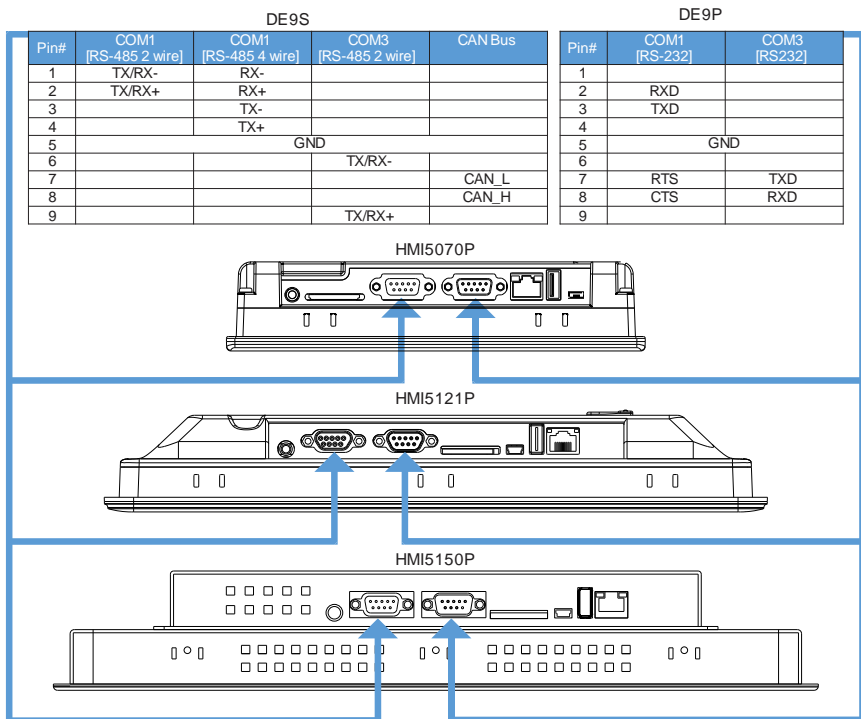 DE9S
Pin# COM1 [RS-485 2 wire] COM1 [RS-485 4 wire] COM3 [RS-485 2 wire] CAN Bus
1 TX/RX- RX-
2 TX/RX+ RX+
3 TX-
4 TX+
5 GND
6 TX/RX-
7 CAN_L
8 CAN_H
9 TX/RX+
DE9P
Pin# COM1 [RS-232] COM3 [RS232]
1
2 RXD
3 TXD
4
5 GND
6
7 RTS TXD
8 CTS RXD
9
HMI5070P
HMI5121P
HMI5150P